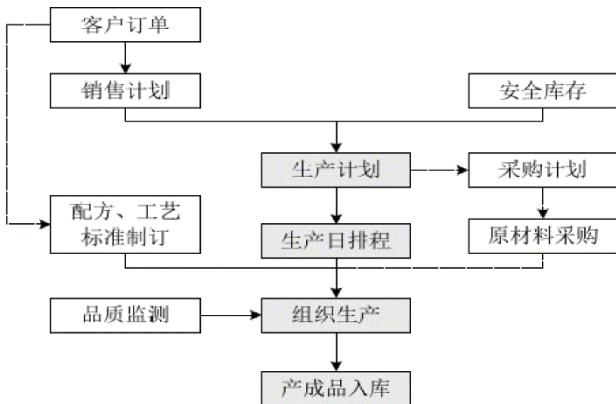 客户订单
销售计划
安全库存
生产计划
采购计划
配方、工艺
标准制订
生产日排程
原材料采购
品质监测
组织生产
产成品入库